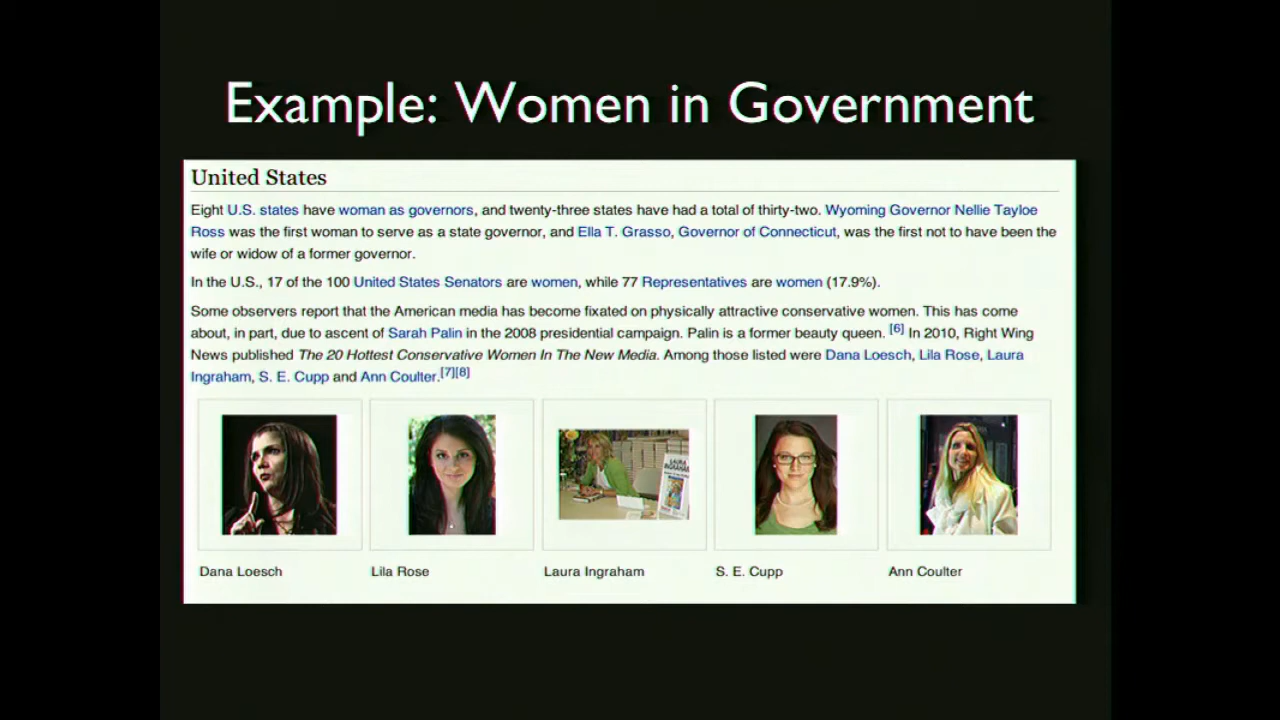 Example: Women in Government
United States
Eight U.S. states have woman as governors, and twenty-three states have had a total of thirty-two. Wyoming Governor Nellie Tayloe
Ross was the first woman to serve as a state governor, and Ella T. Grasso, Governor of Connecticut, was the first not to have been the
wife or widow of a former governor.
In the U.S., 17 of the 100 United States Senators are women, while 77 Representatives are women (17.9%).
Some observers report that the American media has become fixated on physically attractive conservative women. This has come
about, in part, due to ascent of Sarah Palin in the 2008 presidential campaign. Palin is a former beauty queen. [6] In 2010, Right Wing
News published The 20 Hottest Conservative Women In The New Media. Among those listed were Dana Loesch, Lila Rose, Laura
Ingraham, S. E. Cupp and Ann Coulter.[7][8]
LAURA
INGRAHAM
Dana Loesch
Lila Rose
Laura Ingraham
S. E. Cupp
Ann Coulter